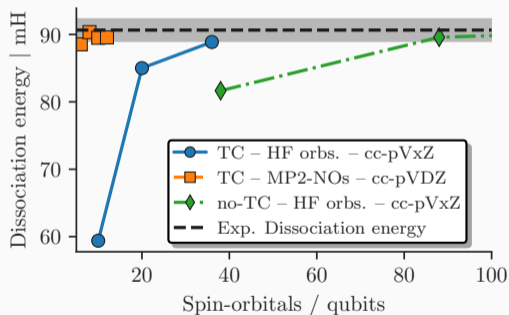 Dissociation energy | mH
90
80
70
60
TC – HF orbs. – cc-pVxZ
TC – MP2-NOs – cc-pVDZ
no-TC – HF orbs. – cc-pVxZ
Exp. Dissociation energy
20 40 60 80 100
Spin-orbitals / qubits